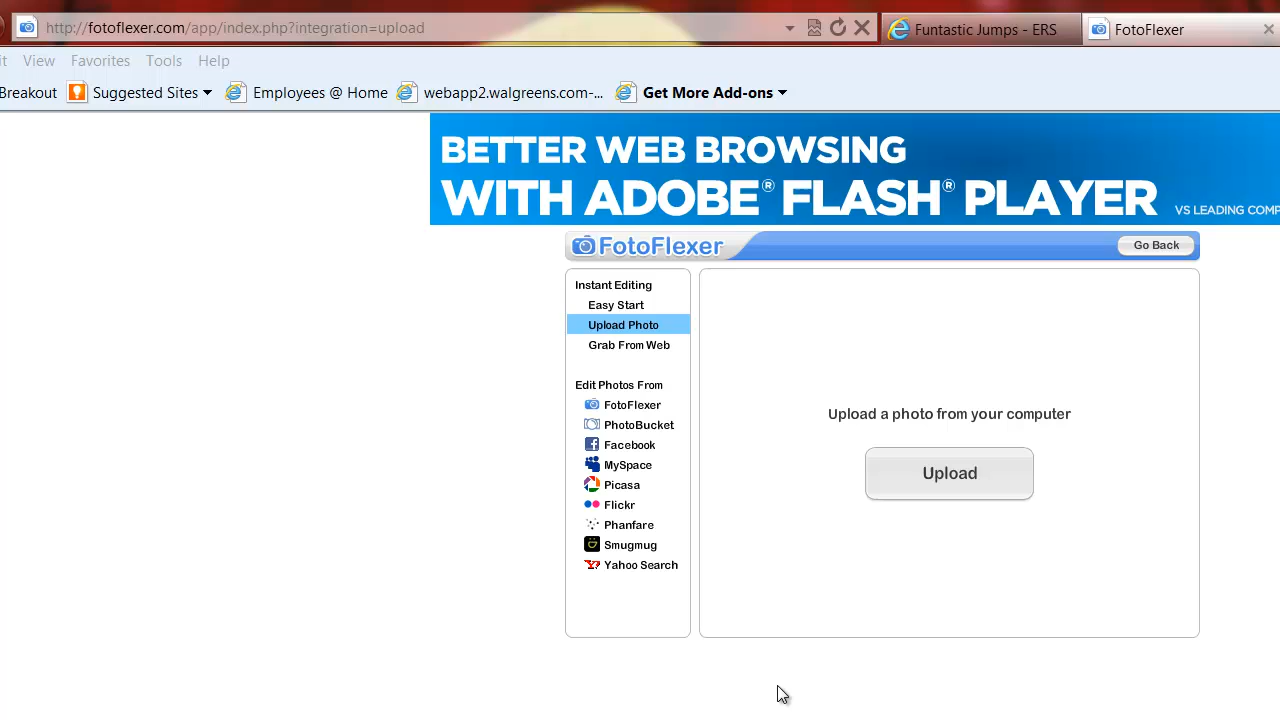 http://fotoflexer.com/app/index.php?integration=upload
Funtastic Jumps - ERS
FotoFlexer
View Favorites Tools Help
Breakout Suggested Sites Employees @ Home webapp2.walgreens.com-... Get More Add-ons
BETTER WEB BROWSING
WITH ADOBE® FLASH® PLAYER
VS LEADING
FotoFlexer
Go Back
Instant Editing
Easy Start
Upload Photo
Grab From Web
Edit Photos From
FotoFlexer
PhotoBucket
Facebook
MySpace
Picasa
Flickr
Phanfare
Smugmug
Yahoo Search
Upload a photo from your computer
Upload